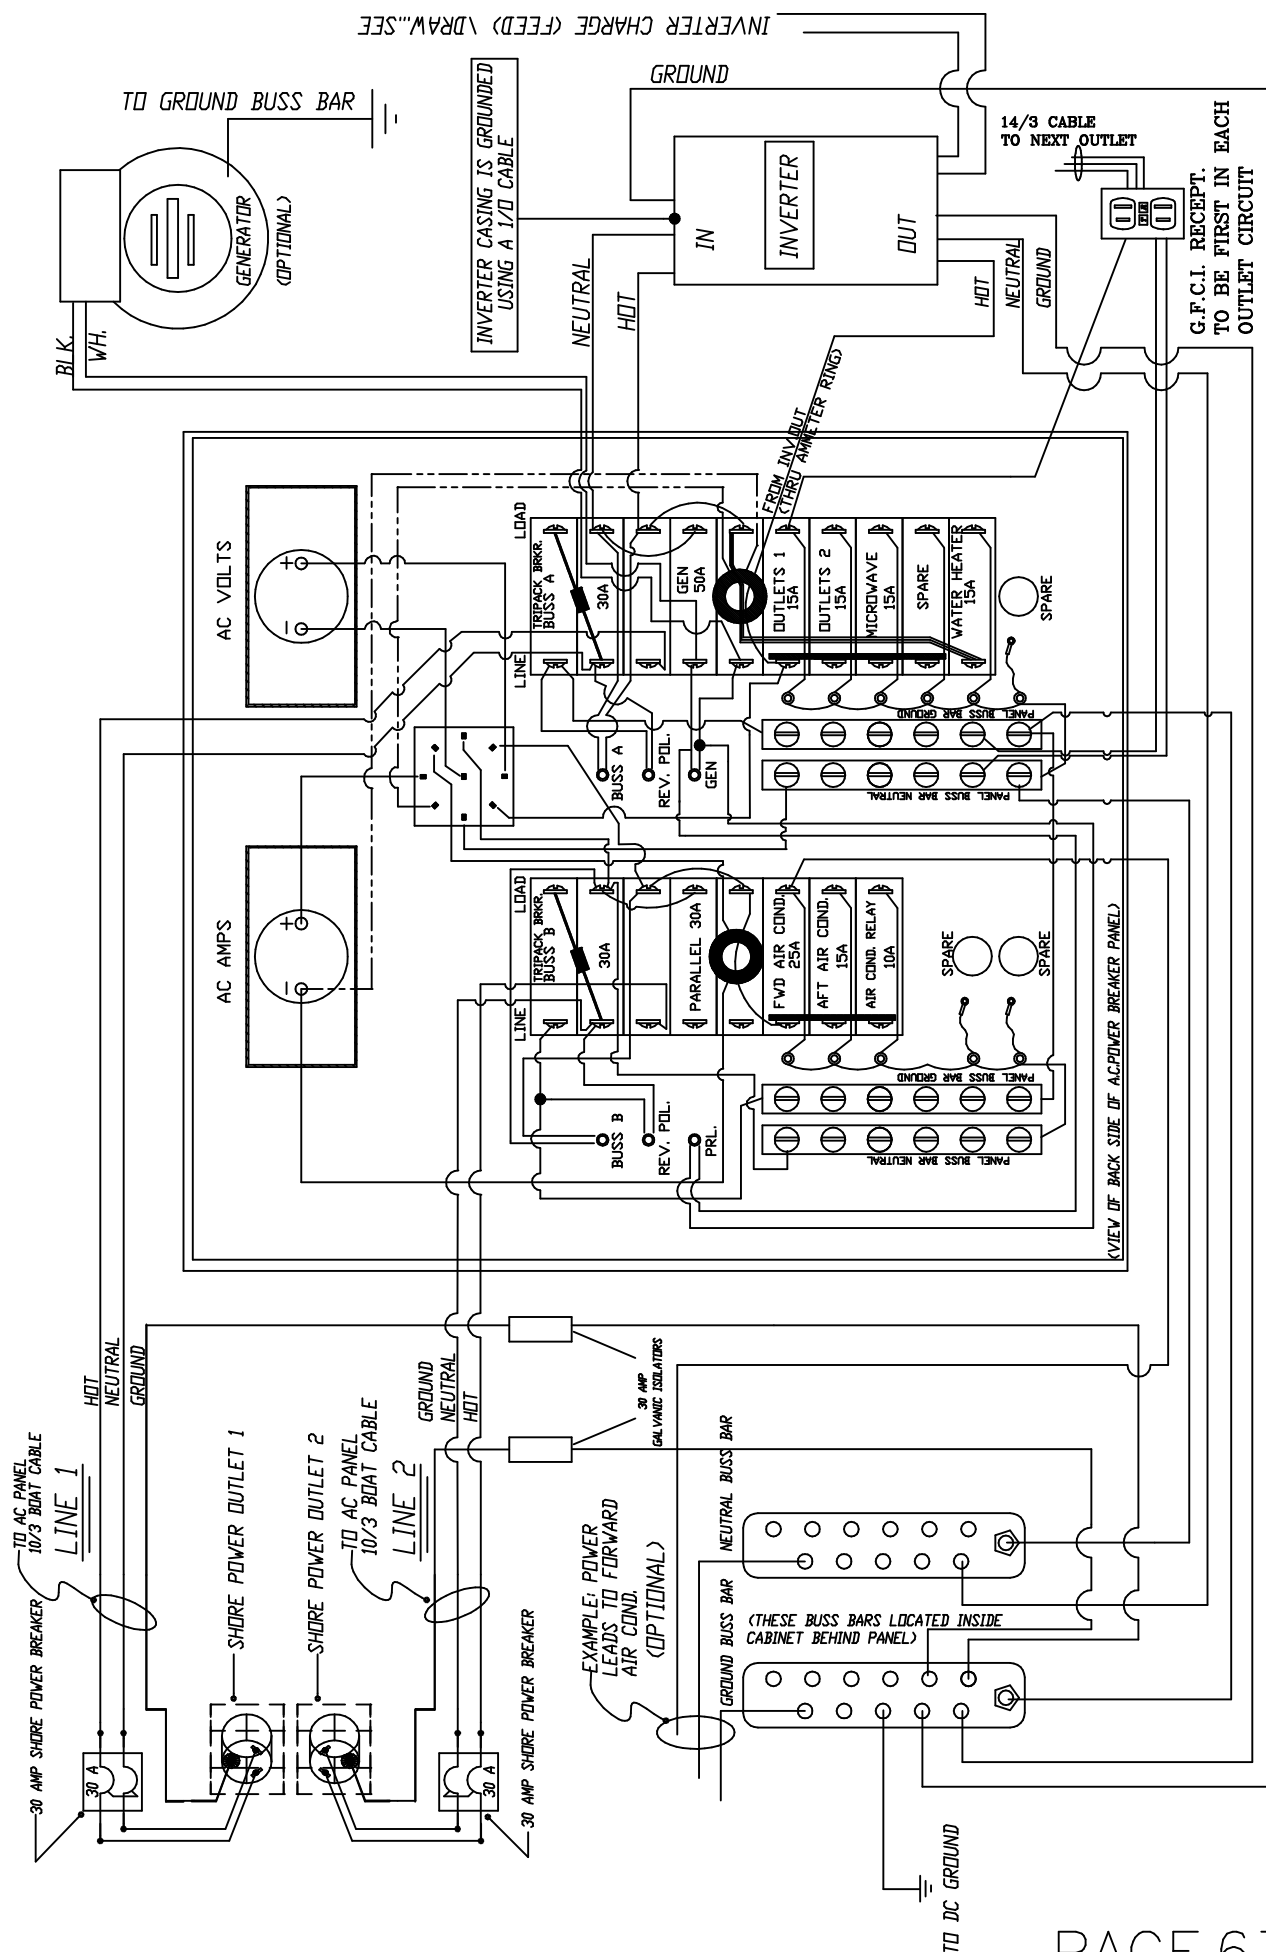 INVERTER CHARGE (FEED) \DRAW...SEE
TO GROUND BUSS BAR
GENERATOR
(OPTIONAL)
BLK.
WH.
INVERTER CASING IS GROUNDED
USING A 1/0 CABLE
GROUND
NEUTRAL
HOT
IN
INVERTER
OUT
HOT
NEUTRAL
GROUND
14/3 CABLE
TO NEXT OUTLET
G.F.C.I. RECEPT.
TO BE FIRST IN EACH
OUTLET CIRCUIT
FROM INV.OUT
(THRU AMMETER RING)
AC VOLTS
+
-
LOAD
LINE
TRIPACK BRKR.
BUSS A
30A
GEN
50A
OUTLETS 1
15A
OUTLETS 2
15A
MICROWAVE
15A
SPARE
WATER HEATER
15A
SPARE
BUSS A
REV. POL.
GEN
PANEL BUSS BAR GROUND
PANEL BUSS BAR NEUTRAL
AC AMPS
+
-
LOAD
LINE
TRIPACK BRKR.
BUSS B
30A
PARALLEL 30A
FWD AIR COND.
25A
AFT AIR COND.
15A
AIR COND. RELAY
10A
SPARE
SPARE
BUSS B
REV. POL.
PRL.
PANEL BUSS BAR GROUND
PANEL BUSS BAR NEUTRAL
(VIEW OF BACK SIDE OF A.C.POWER BREAKER PANEL)
HOT
NEUTRAL
GROUND
GROUND
NEUTRAL
HOT
30 AMP
GALVANIC ISOLATORS
TO AC PANEL
10/3 BOAT CABLE
LINE 1
SHORE POWER OUTLET 1
SHORE POWER OUTLET 2
TO AC PANEL
10/3 BOAT CABLE
LINE 2
30 AMP SHORE POWER BREAKER
30 A
30 A
30 AMP SHORE POWER BREAKER
EXAMPLE: POWER
LEADS TO FORWARD
AIR COND.
(OPTIONAL)
NEUTRAL BUSS BAR
GROUND BUSS BAR
(THESE BUSS BARS LOCATED INSIDE
CABINET BEHIND PANEL)
TO DC GROUND
PAGE 6